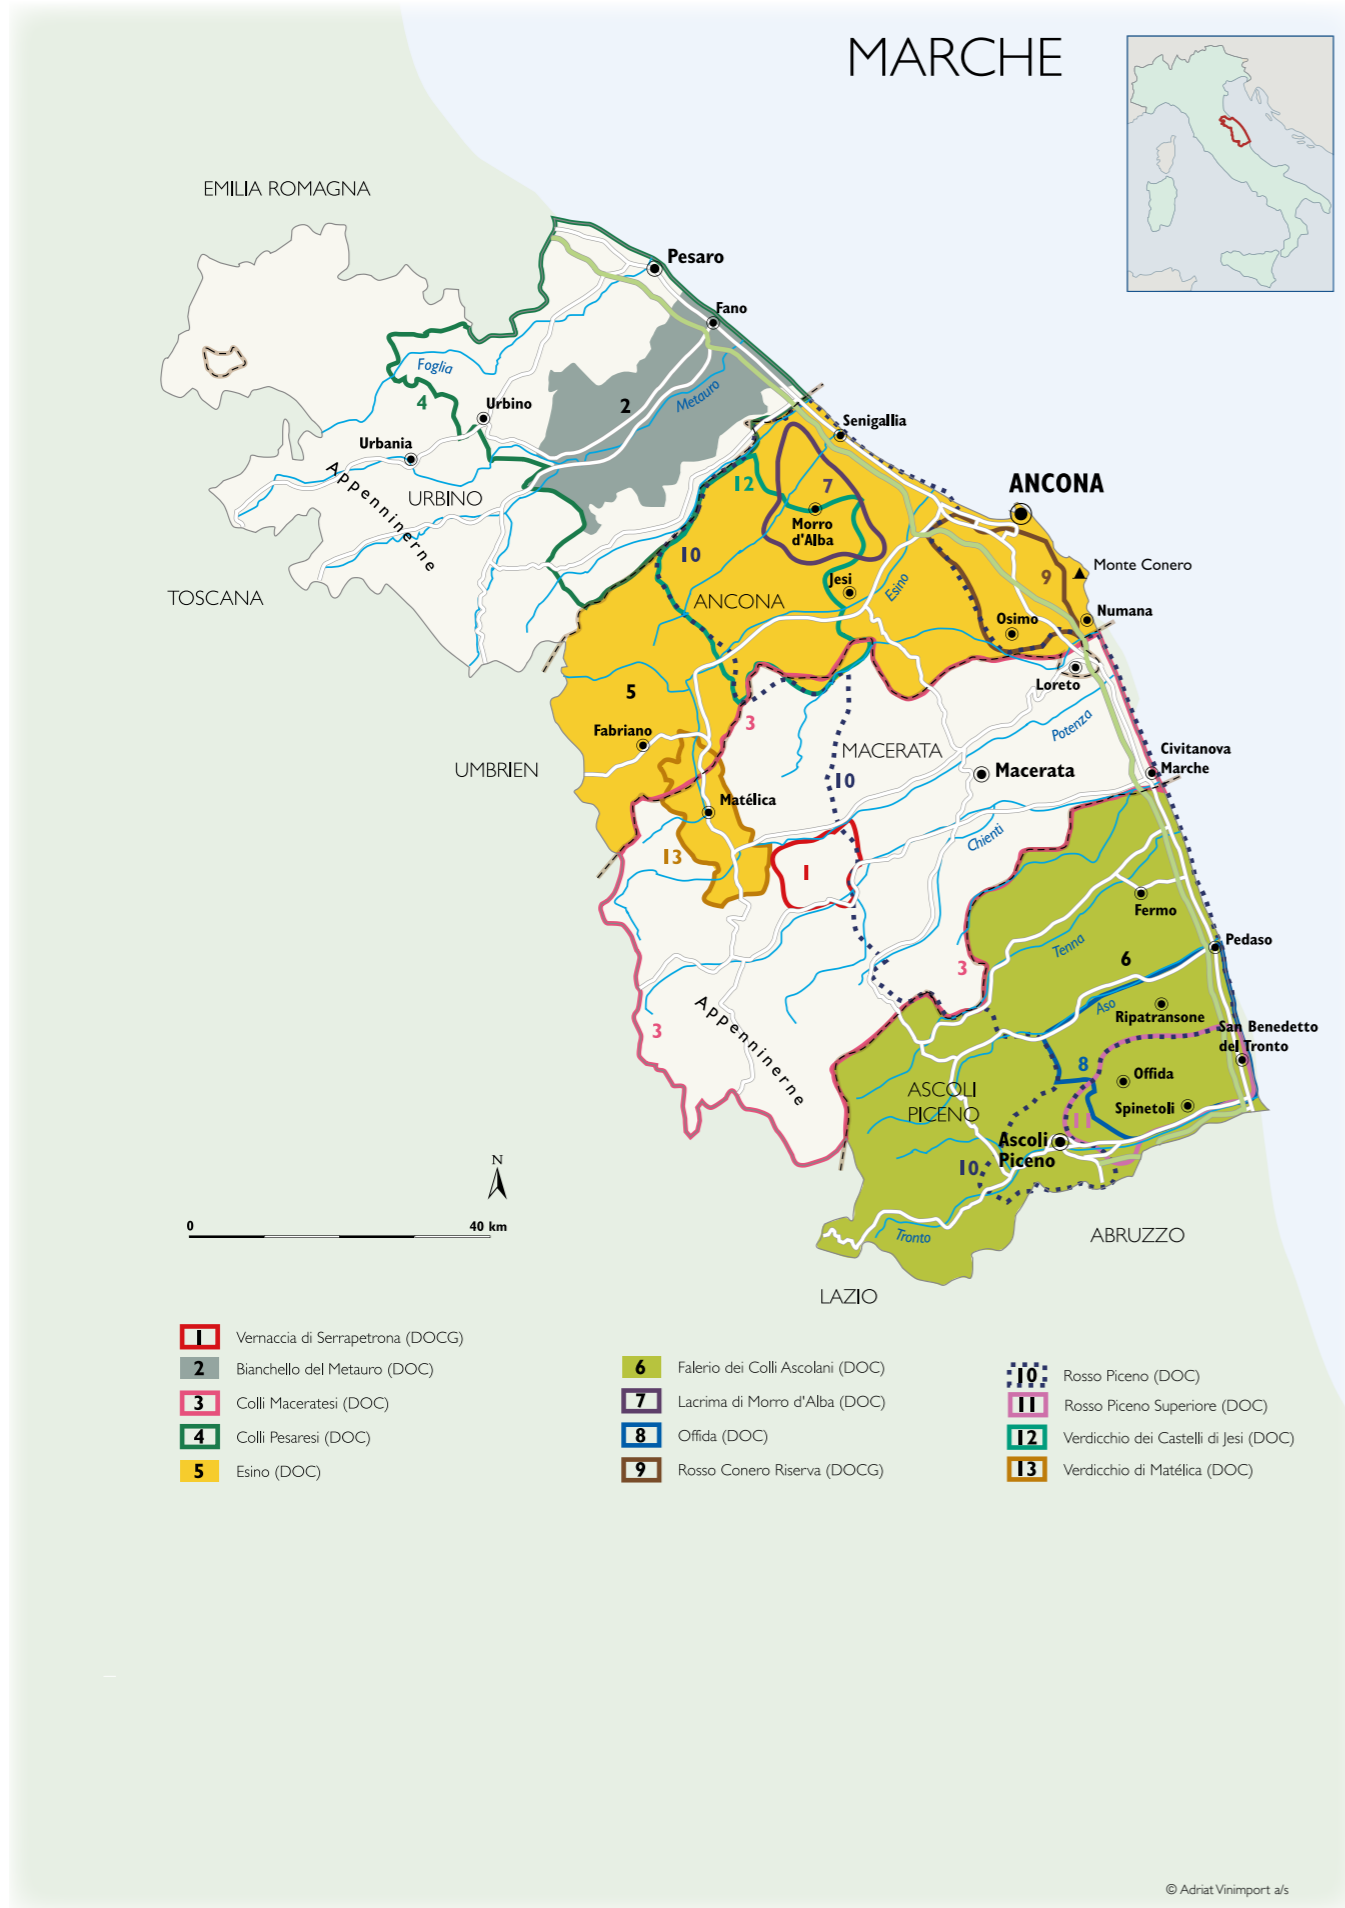 MARCHE
EMILIA ROMAGNA
Pesaro
Fano
Foglia
4
Urbino
2
Metauro
Senigallia
Urbania
Appenninerne
URBINO
12
7
ANCONA
Morro
d'Alba
10
Jesi
Esino
9
Monte Conero
TOSCANA
ANCONA
Osimo
Numana
5
Loreto
Fabriano
3
Potenza
UMBRIEN
MACERATA
Civitanova
Marche
10
Macerata
Matélica
Chienti
13
1
Fermo
Tenna
Pedaso
3
6
Appenninerne
Aso
Ripatransone
3
San Benedetto
del Tronto
8
Offida
ASCOLI
PICENO
Spinetoli
11
Ascoli
Piceno
10
N
0
40 km
Tronto
ABRUZZO
LAZIO
1 Vernaccia di Serrapetrona (DOCG)
2 Bianchello del Metauro (DOC)
3 Colli Maceratesi (DOC)
4 Colli Pesaresi (DOC)
5 Esino (DOC)
6 Falerio dei Colli Ascolani (DOC)
7 Lacrima di Morro d'Alba (DOC)
8 Offida (DOC)
9 Rosso Conero Riserva (DOCG)
10 Rosso Piceno (DOC)
11 Rosso Piceno Superiore (DOC)
12 Verdicchio dei Castelli di Jesi (DOC)
13 Verdicchio di Matélica (DOC)
© Adriat Vinimport a/s